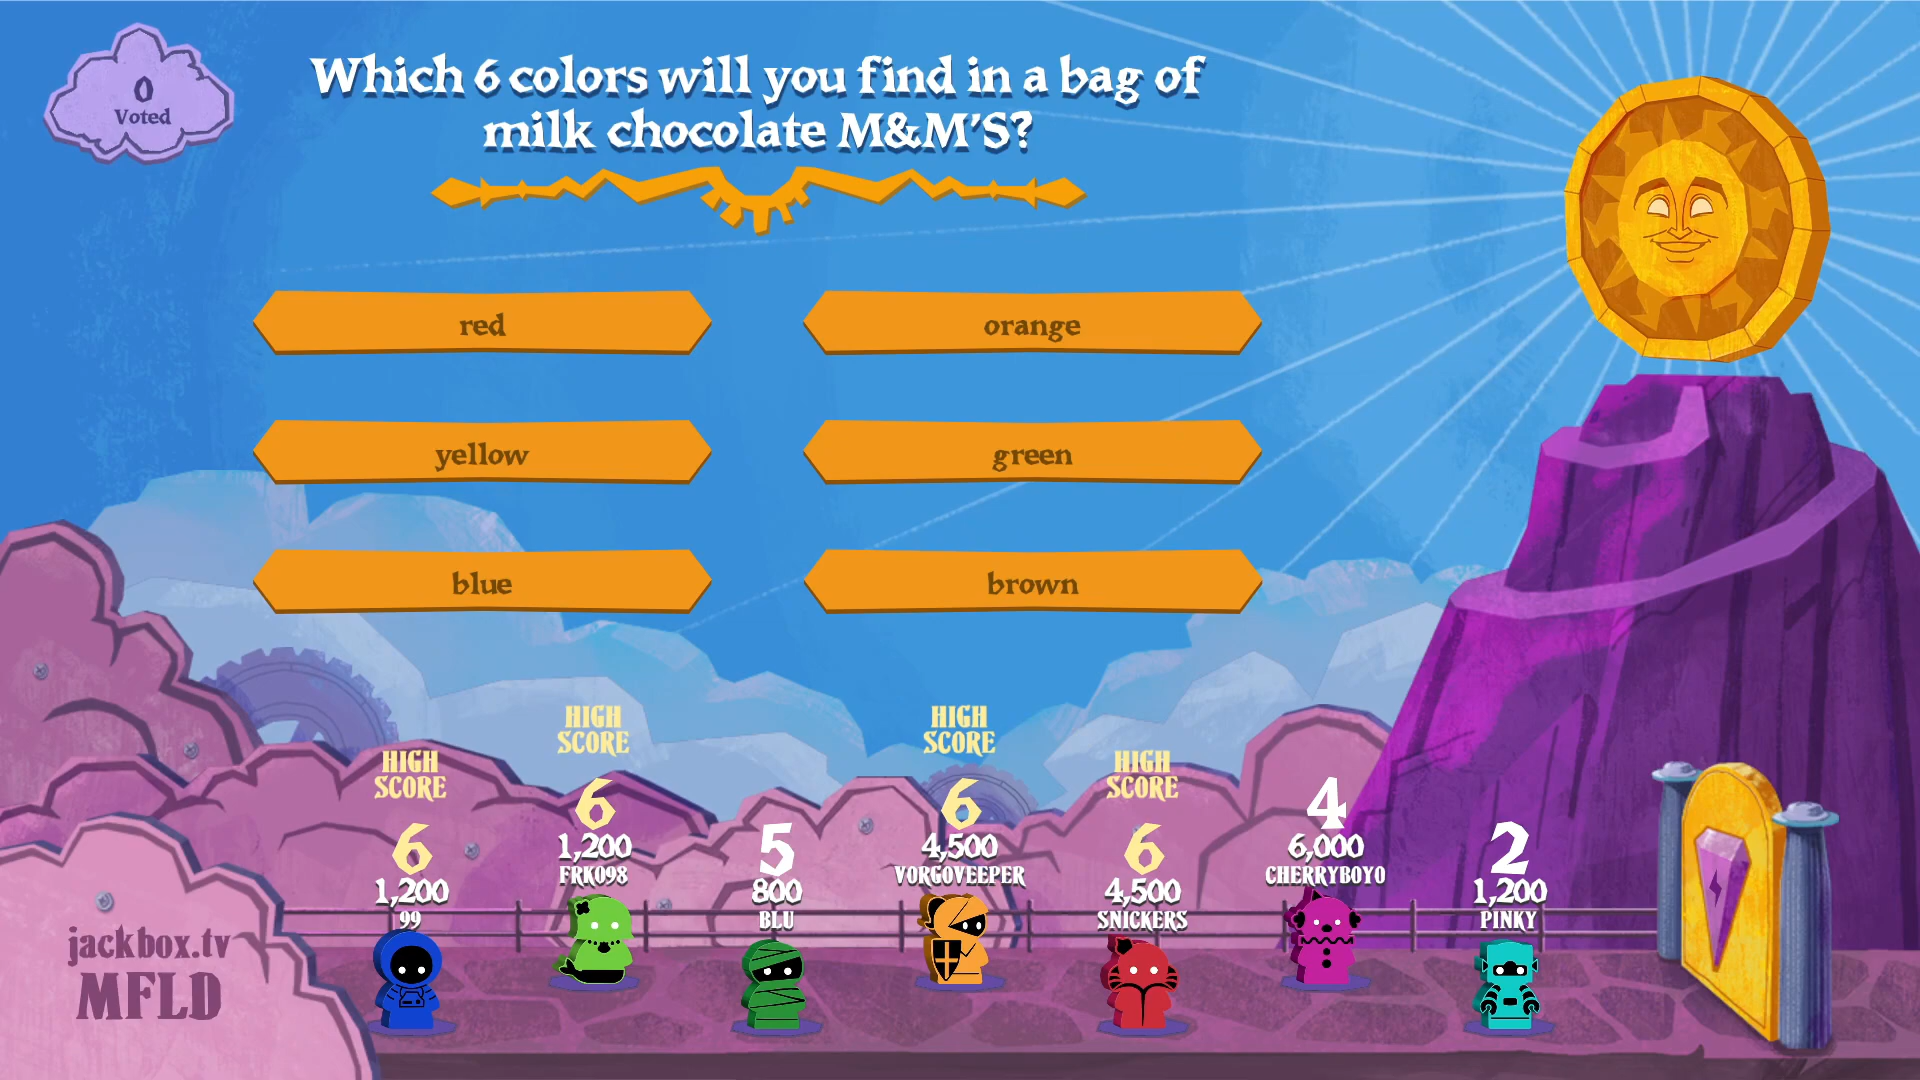 0
Voted
Which 6 colors will you find in a bag of
milk chocolate M&M'S?
red
orange
yellow
green
blue
brown
HIGH
SCORE
6
1,200
99
HIGH
SCORE
6
1,200
FRK098
5
800
BLU
HIGH
SCORE
6
4,500
VORGOVEEPER
HIGH
SCORE
6
4,500
SNICKERS
4
6,000
CHERRYBOYO
2
1,200
PINKY
jackbox.tv
MFLD